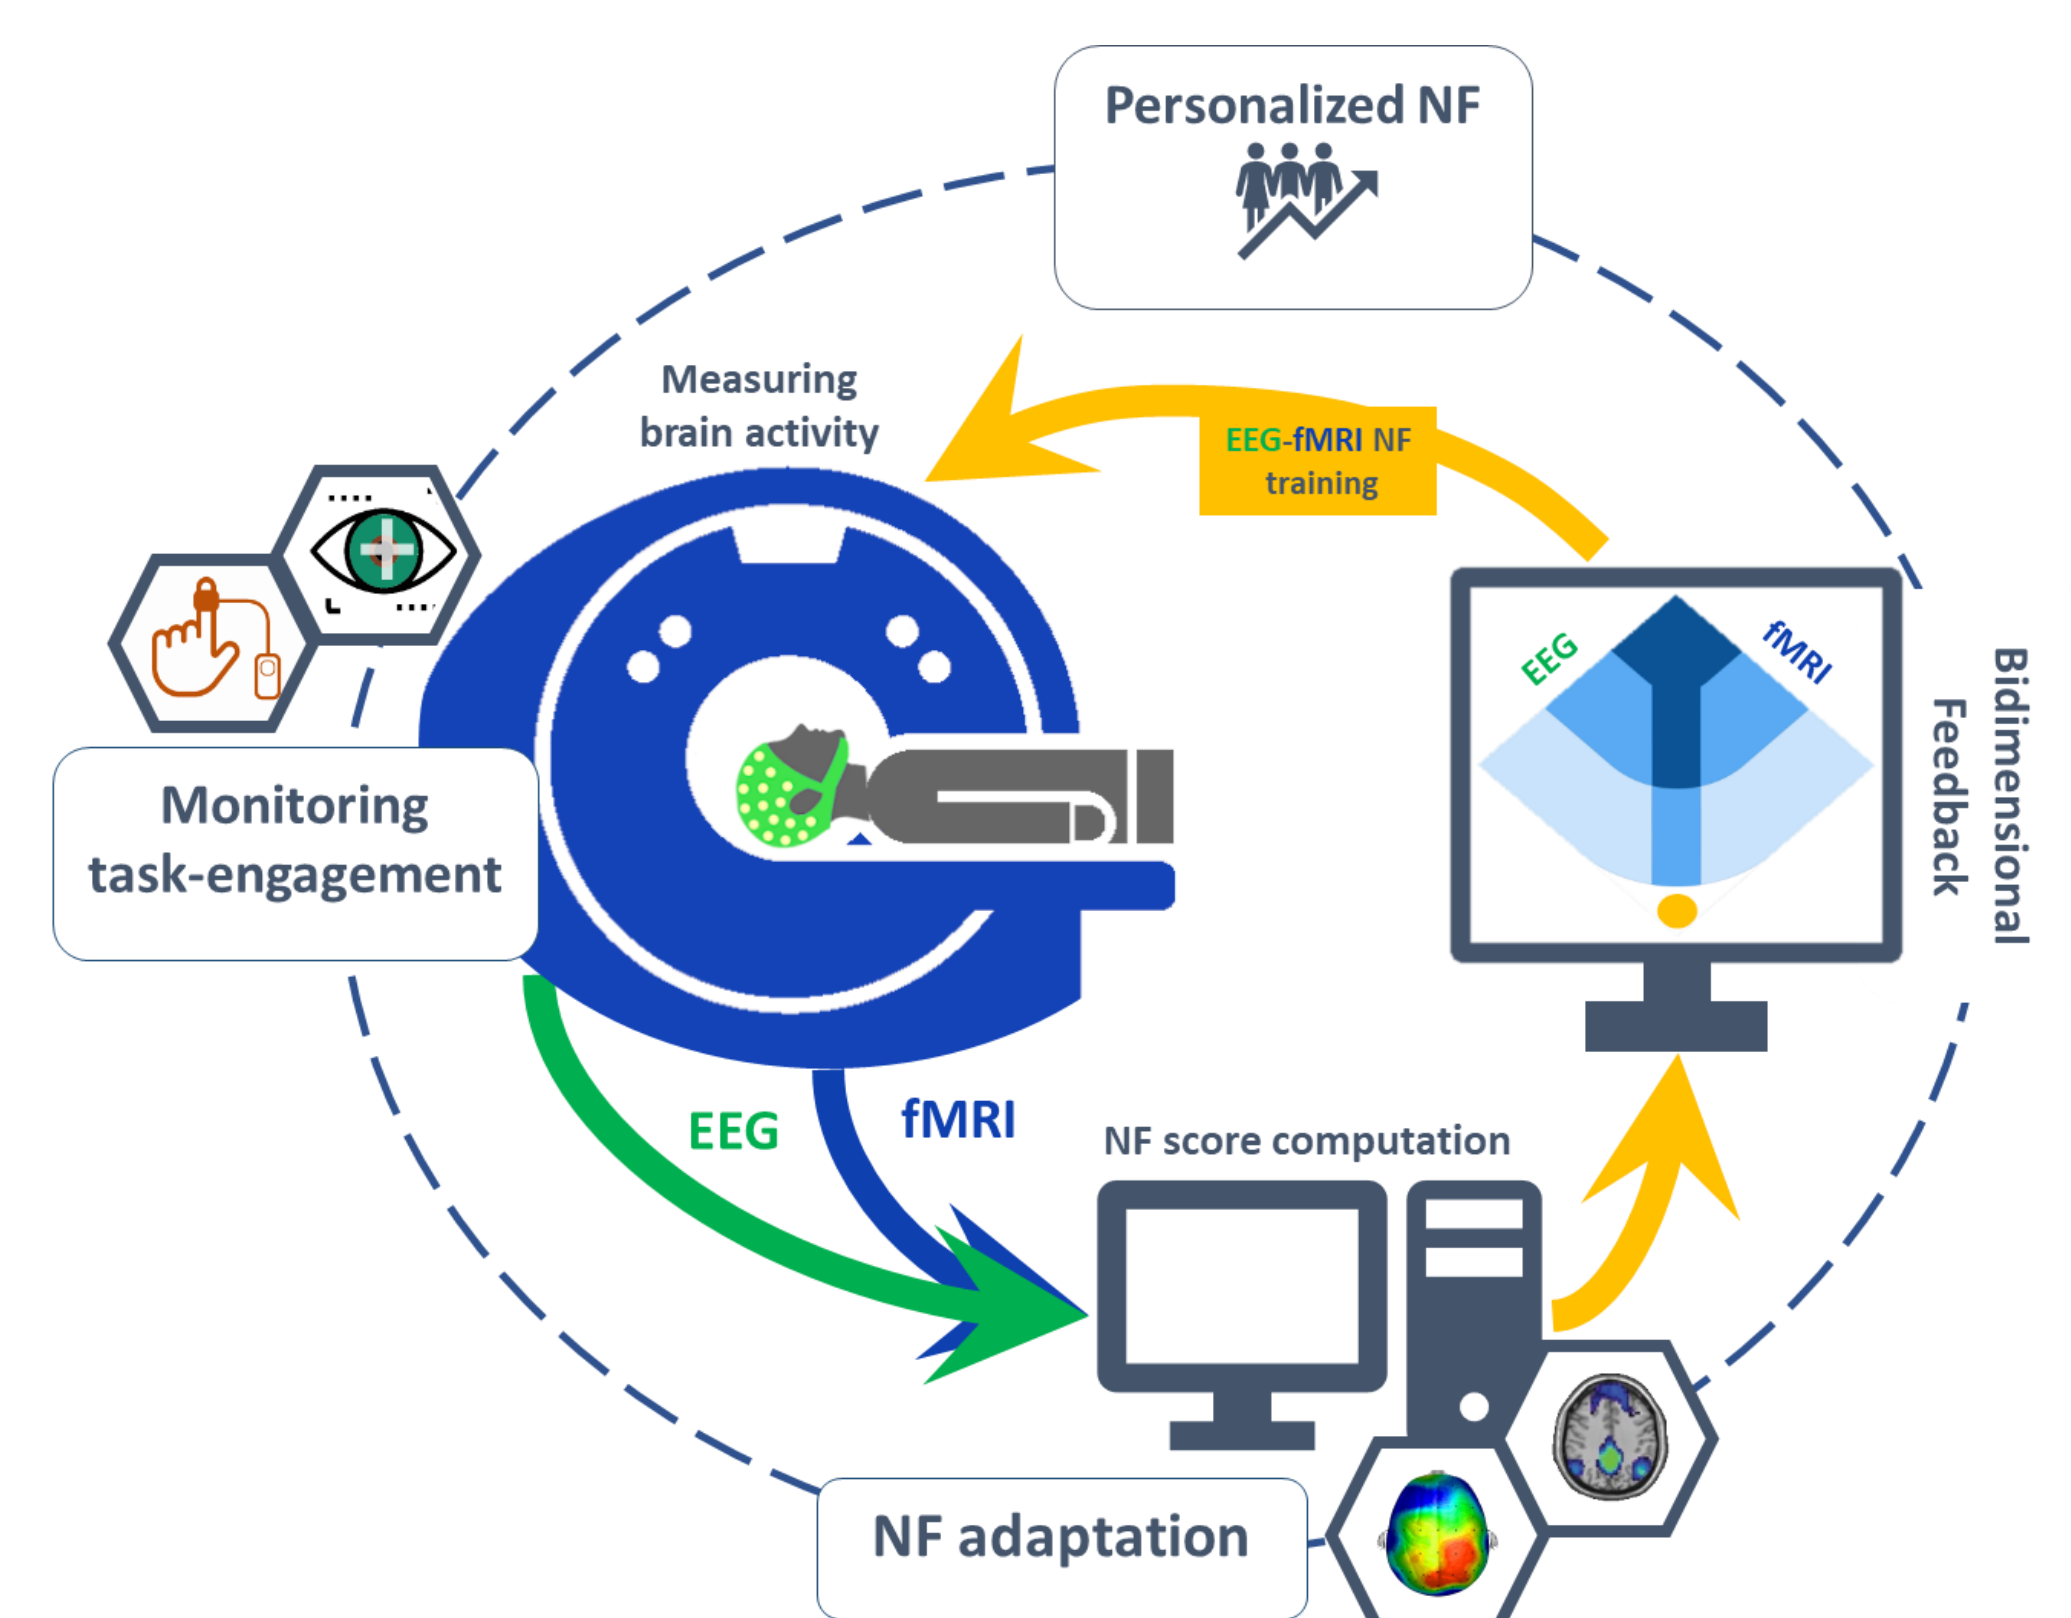 Personalized NF
Measuring
brain activity
EEG-fMRI NF
training
EEG
fMRI
Bidimensional
Feedback
Monitoring
task-engagement
EEG
fMRI
NF score computation
NF adaptation